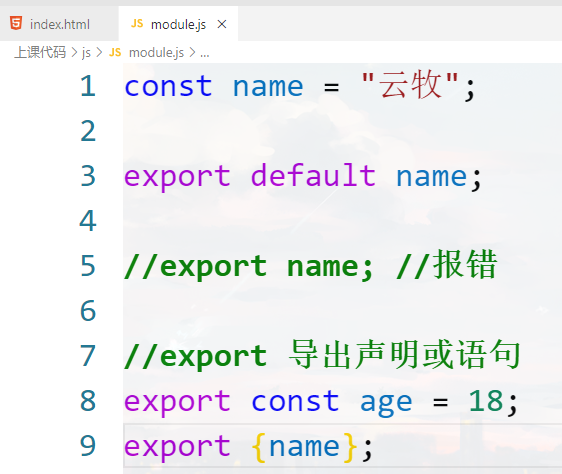 index.html
JS module.js ×
上课代码 > js > JS module.js > ...
1 const name = "云牧";
2
3 export default name;
4
5 //export name; //报错
6
7 //export 导出声明或语句
8 export const age = 18;
9 export {name};